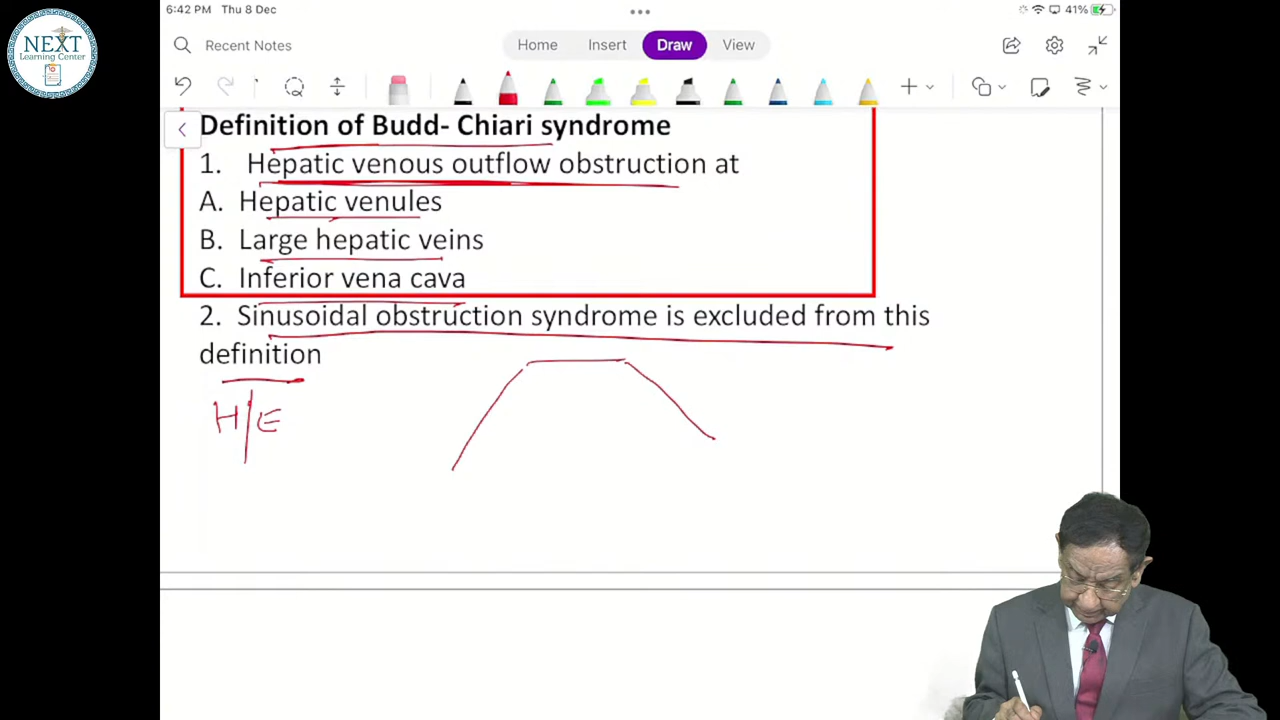 6:42 PM Thu 8 Dec
41%
NEXT
Learning Center
Recent Notes
Home Insert Draw View
Definition of Budd- Chiari syndrome
1. Hepatic venous outflow obstruction at
A. Hepatic venules
B. Large hepatic veins
C. Inferior vena cava
2. Sinusoidal obstruction syndrome is excluded from this
definition
H/E